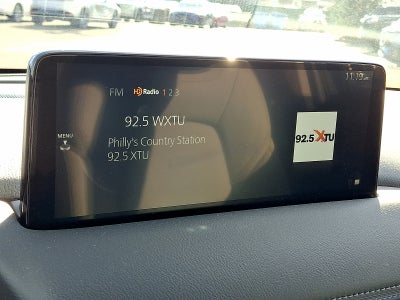 FM HD Radio 1 2 3
92.5 WXTU
MENU
Philly's Country Station
92.5 XTU
92.5 XTU